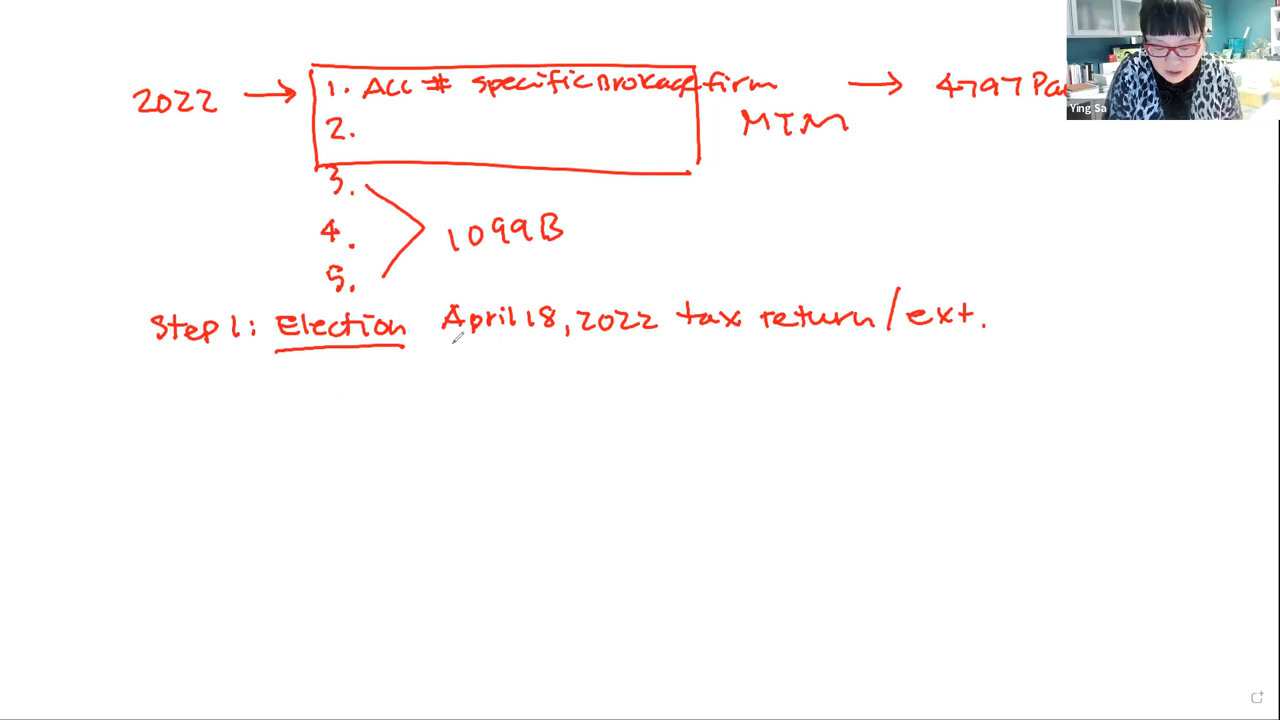 2022 → 1. Acc # specific Brokage firm → 4797
2. MTM
3.
4. 1099B
5.
Step 1: Election April 18, 2022 tax return / ext.
Ying Sa